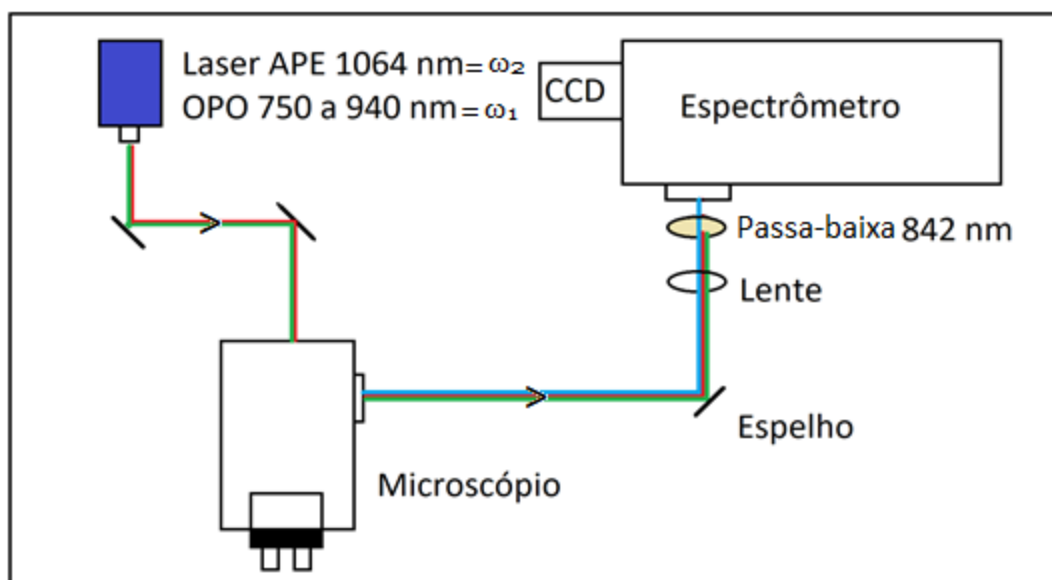 Laser APE 1064 nm = ω₂
OPO 750 a 940 nm = ω₁
CCD
Espectrômetro
Passa-baixa 842 nm
Lente
Espelho
Microscópio